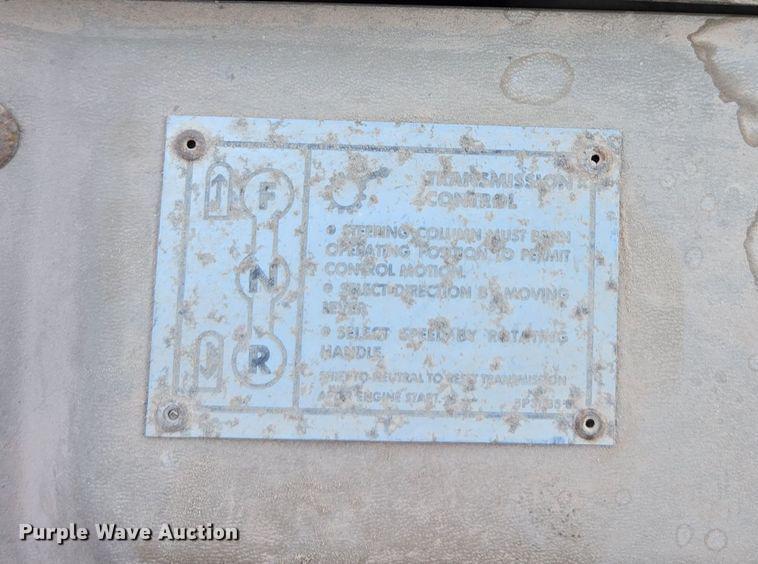 F
N
R
TRANSMISSION
CONTROL
• STEERING COLUMN MUST BE IN
OPERATING POSITION TO PERMIT
CONTROL MOTION.
• SELECT DIRECTION BY MOVING
LEVER
• SELECT SPEED BY ROTATING
HANDLE.
SHIFT TO NEUTRAL TO RESET TRANSMISSION
AFTER ENGINE START.
Purple Wave Auction